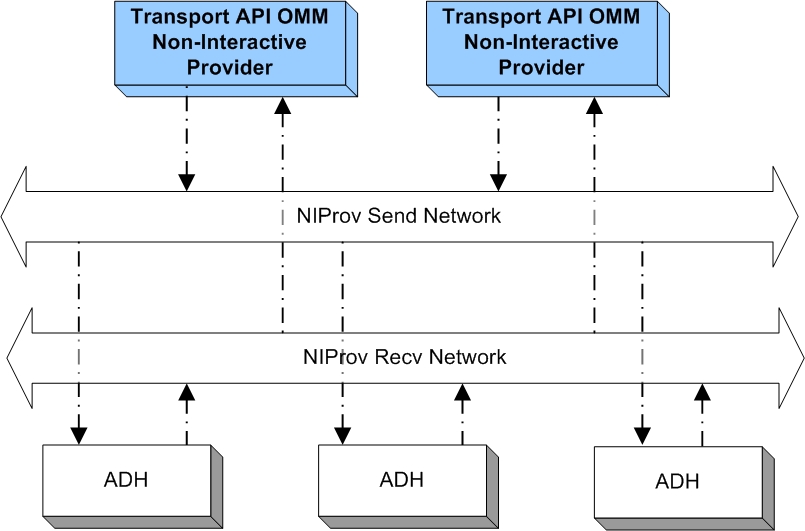 Transport API OMM
Non-Interactive
Provider
Transport API OMM
Non-Interactive
Provider
NIProv Send Network
NIProv Recv Network
ADH
ADH
ADH